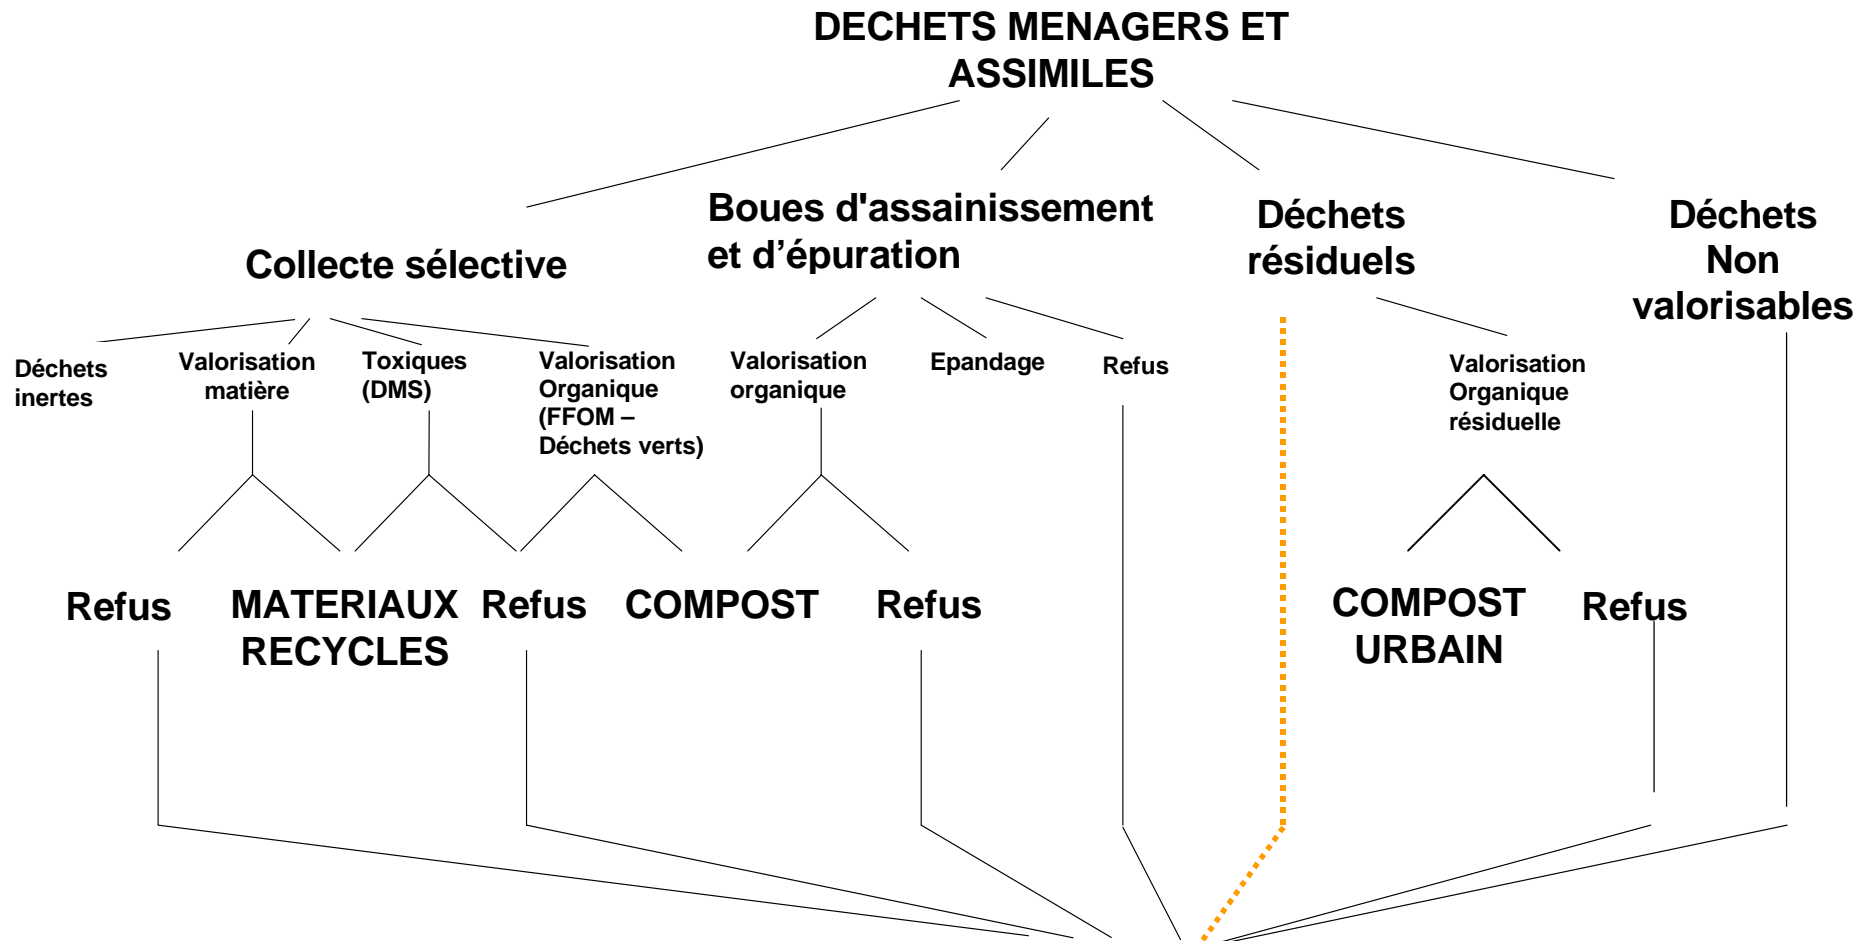 DECHETS MENAGERS ET
ASSIMILES
Collecte sélective
Boues d'assainissement
et d’épuration
Déchets
résiduels
Déchets
Non
valorisables
Déchets
inertes
Valorisation
matière
Toxiques
(DMS)
Valorisation
Organique
(FFOM –
Déchets verts)
Valorisation
organique
Epandage
Refus
Valorisation
Organique
résiduelle
Refus
MATERIAUX
RECYCLES
Refus
COMPOST
Refus
COMPOST
URBAIN
Refus